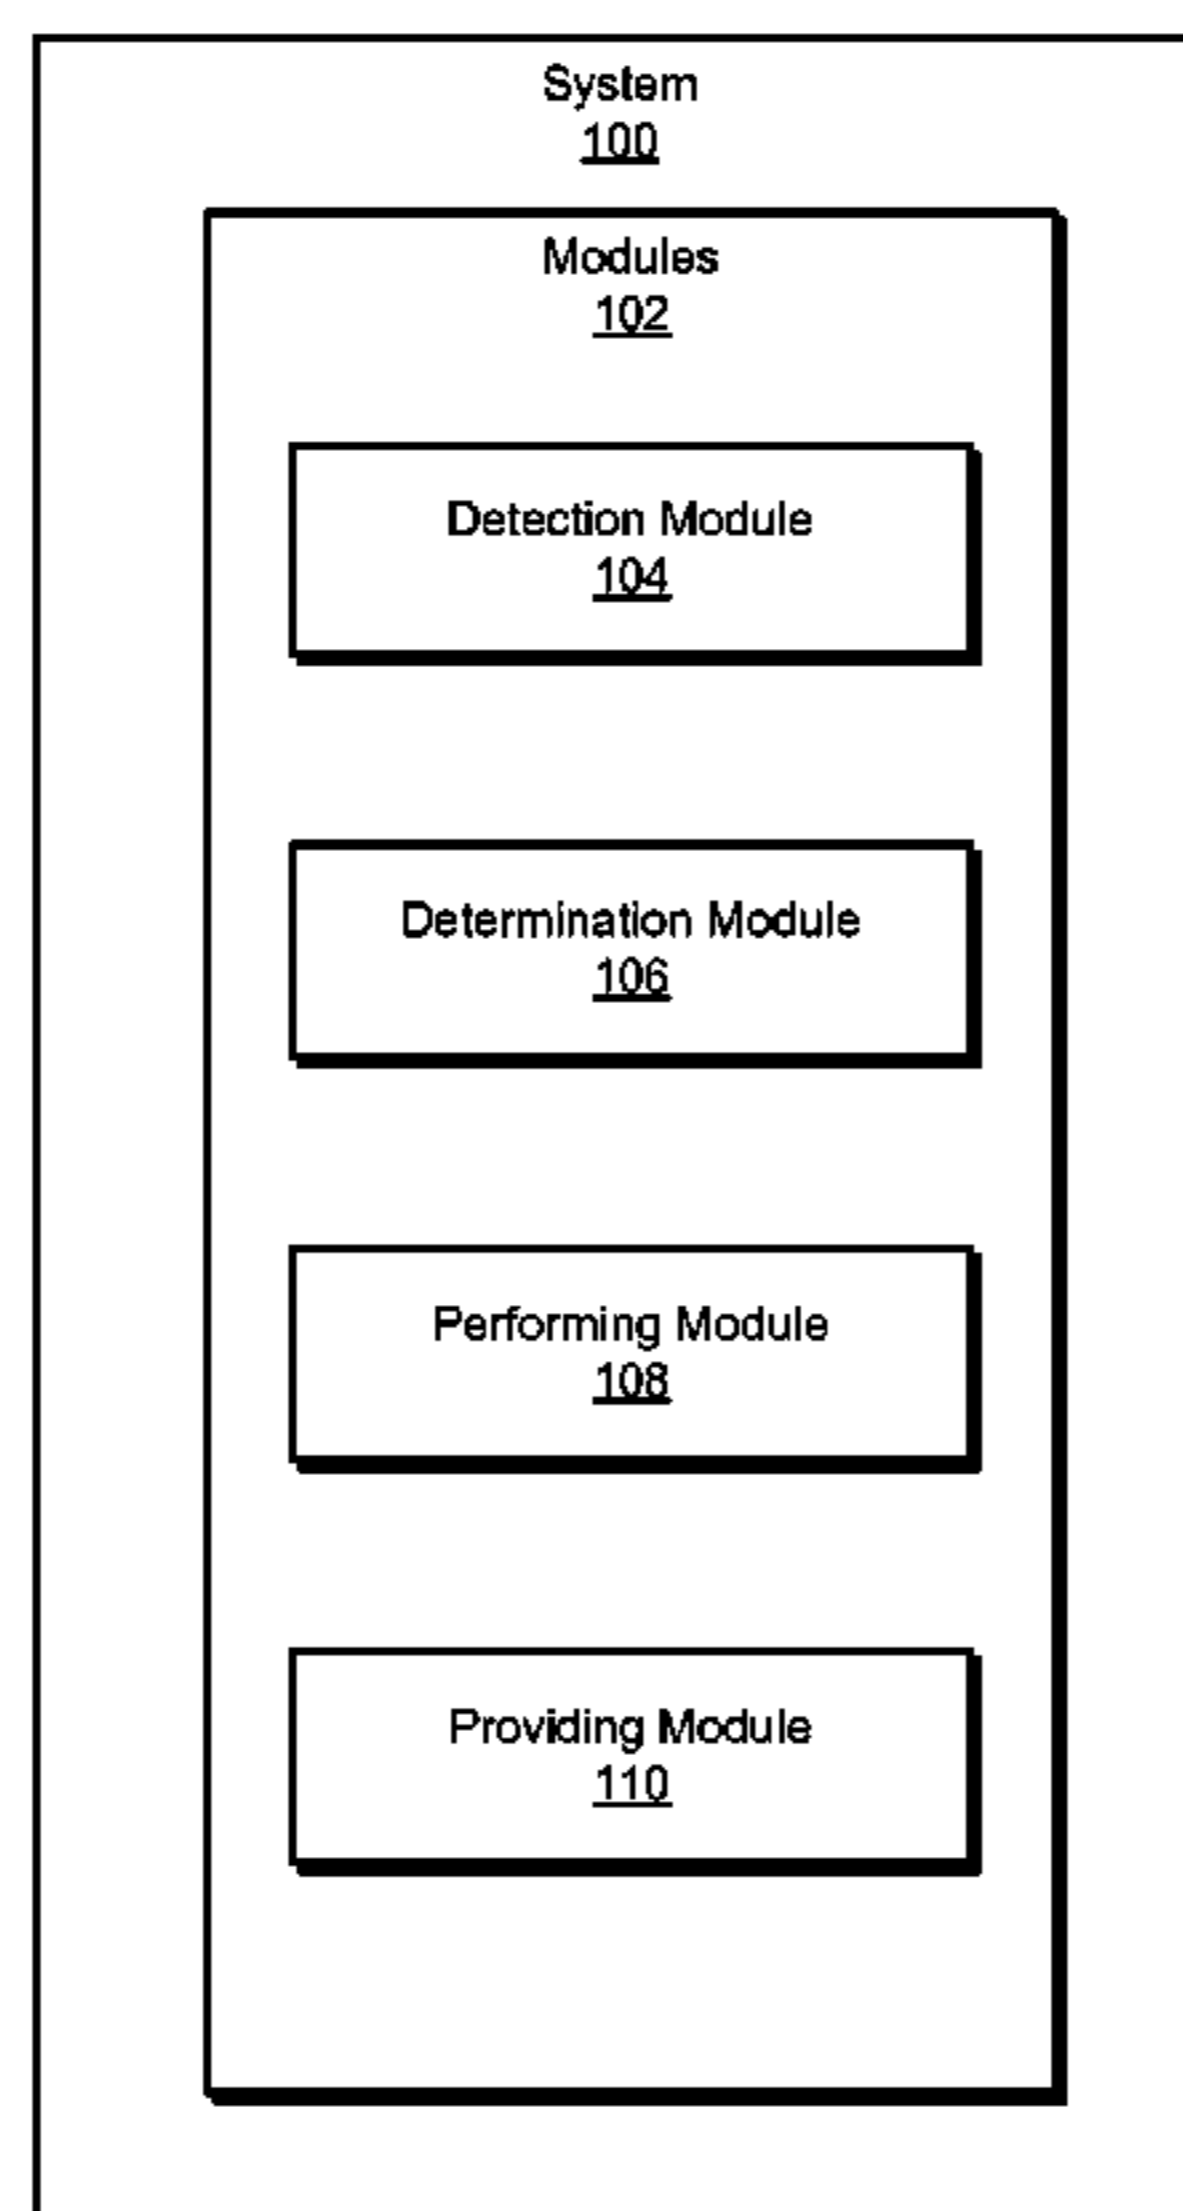 System
100
Modules
102
Detection Module
104
Determination Module
106
Performing Module
108
Providing Module
110